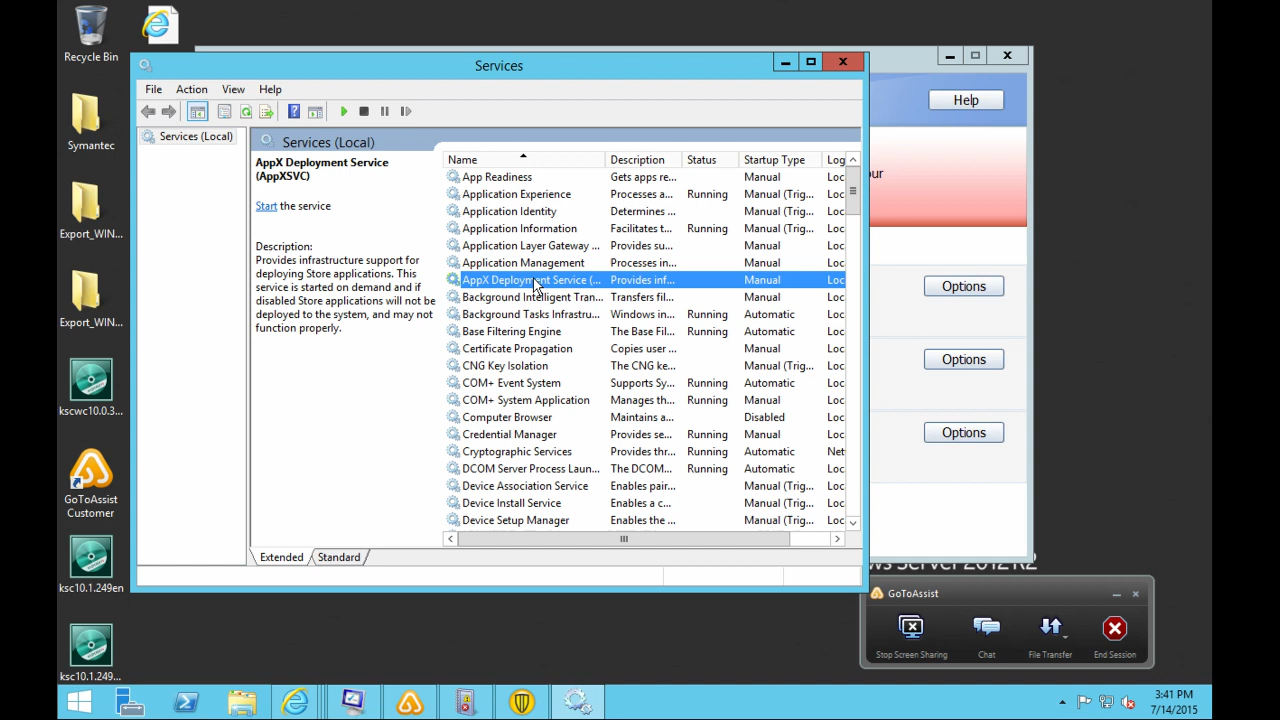 Recycle Bin
Symantec
Export_WIN...
Export_WIN...
kscwc10.0.3...
GoToAssist
Customer
ksc10.1.249en
ksc10.1.249...
Services
File Action View Help
Services (Local)
Services (Local)
AppX Deployment Service
(AppXSVC)
Start the service
Description:
Provides infrastructure support for
deploying Store applications. This
service is started on demand and if
disabled Store applications will not be
deployed to the system, and may not
function properly.
Name Description Status Startup Type Log
App Readiness Gets apps re... Manual Loc
Application Experience Processes a... Running Manual (Trig... Loc
Application Identity Determines ... Manual (Trig... Loc
Application Information Facilitates t... Running Manual (Trig... Loc
Application Layer Gateway ... Provides su... Manual Loc
Application Management Processes in... Manual Loc
AppX Deployment Service (... Provides inf... Manual Loc
Background Intelligent Tran... Transfers fil... Manual Loc
Background Tasks Infrastru... Windows in... Running Automatic Loc
Base Filtering Engine The Base Fil... Running Automatic Loc
Certificate Propagation Copies user ... Manual Loc
CNG Key Isolation The CNG ke... Manual (Trig... Loc
COM+ Event System Supports Sy... Running Automatic Loc
COM+ System Application Manages th... Running Manual Loc
Computer Browser Maintains a... Disabled Loc
Credential Manager Provides se... Running Manual Loc
Cryptographic Services Provides thr... Running Automatic Net
DCOM Server Process Laun... The DCOM... Running Automatic Loc
Device Association Service Enables pair... Manual (Trig... Loc
Device Install Service Enables a c... Manual (Trig... Loc
Device Setup Manager Enables the ... Manual (Trig... Loc
Extended Standard
Help
our
Options
Options
Options
ws Server 2012 R2
GoToAssist
Stop Screen Sharing Chat File Transfer End Session
3:41 PM
7/14/2015